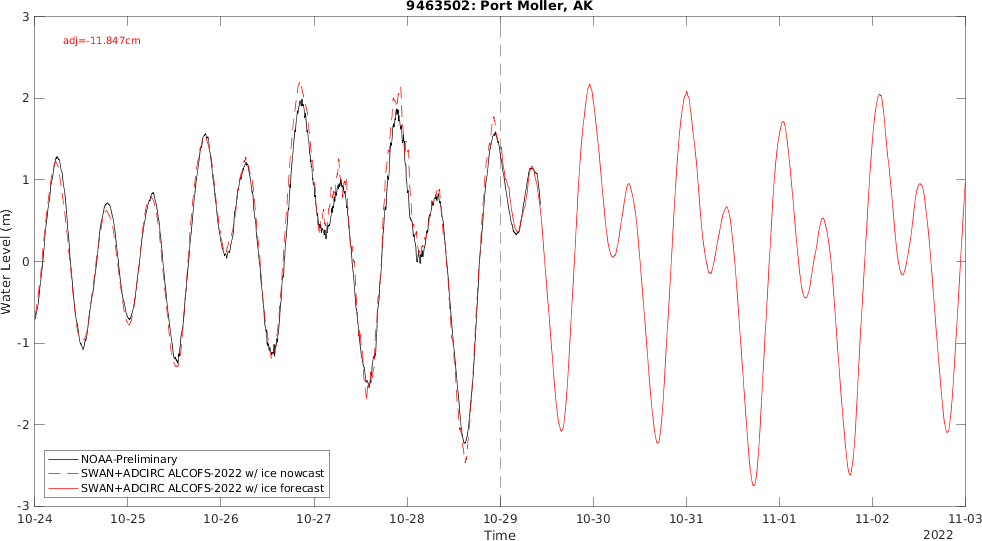 9463502: Port Moller, AK
adj=-11.847cm
3
2
1
0
-1
-2
-3
Water Level (m)
NOAA-Preliminary
SWAN+ADCIRC ALCOFS-2022 w/ ice nowcast
SWAN+ADCIRC ALCOFS-2022 w/ ice forecast
10-24 10-25 10-26 10-27 10-28 10-29 10-30 10-31 11-01 11-02 11-03
Time
2022